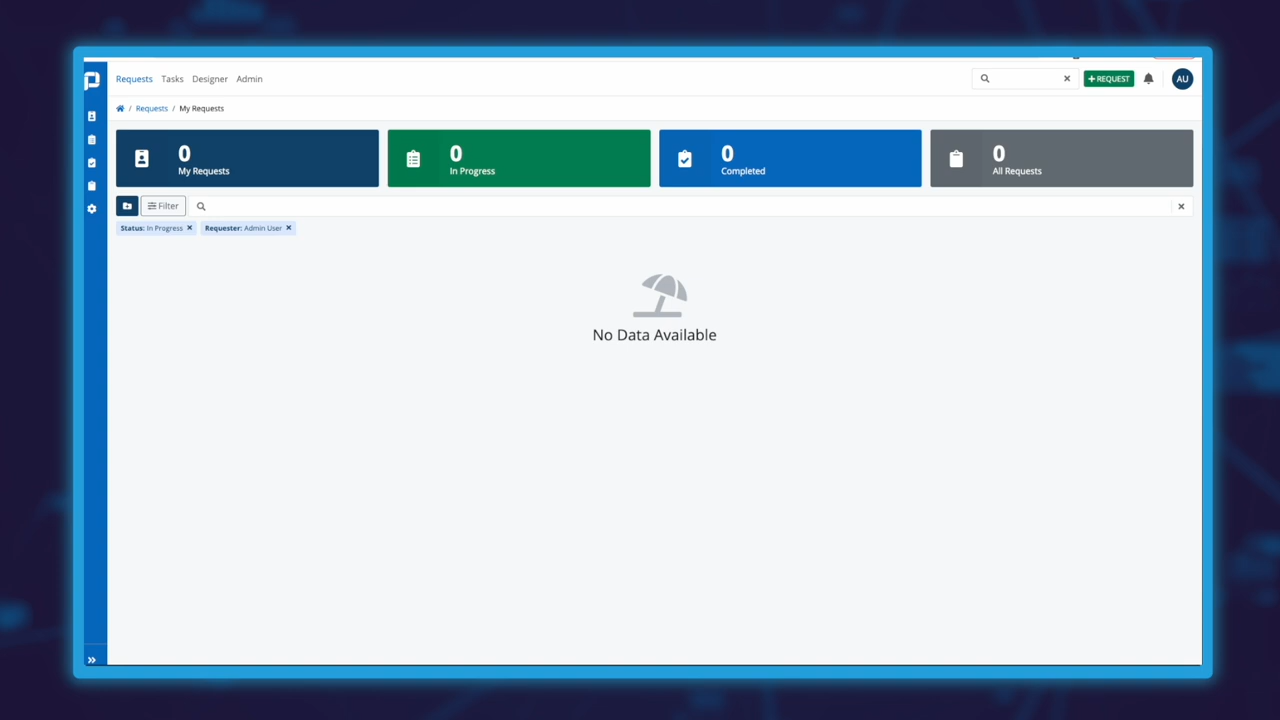 Requests Tasks Designer Admin
+ REQUEST
AU
/ Requests / My Requests
0
My Requests
0
In Progress
0
Completed
0
All Requests
Filter
Status: In Progress
Requester: Admin User
No Data Available